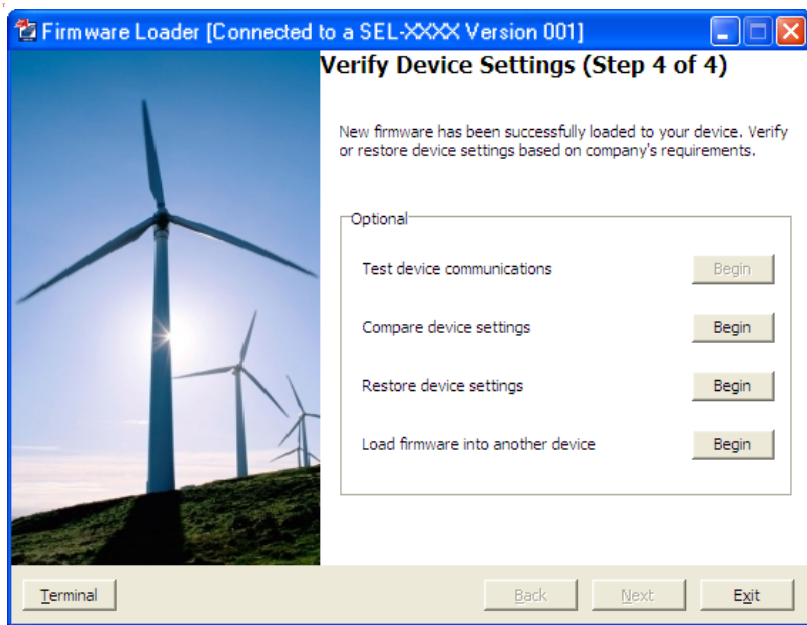 Firmware Loader [Connected to a SEL-XXXX Version 001]
Verify Device Settings (Step 4 of 4)
New firmware has been successfully loaded to your device. Verify
or restore device settings based on company's requirements.
Optional
Test device communications Begin
Compare device settings Begin
Restore device settings Begin
Load firmware into another device Begin
Terminal Back Next Exit